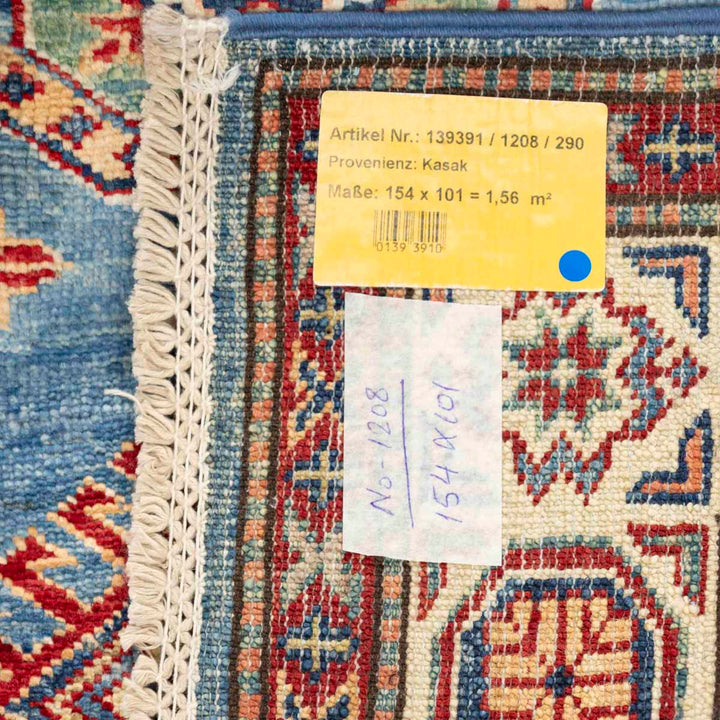 Artikel Nr.: 139391 / 1208 / 290
Provenienz: Kasak
Maße: 154 x 101 = 1,56 m²
0139 3910
No-1208
154 x 101